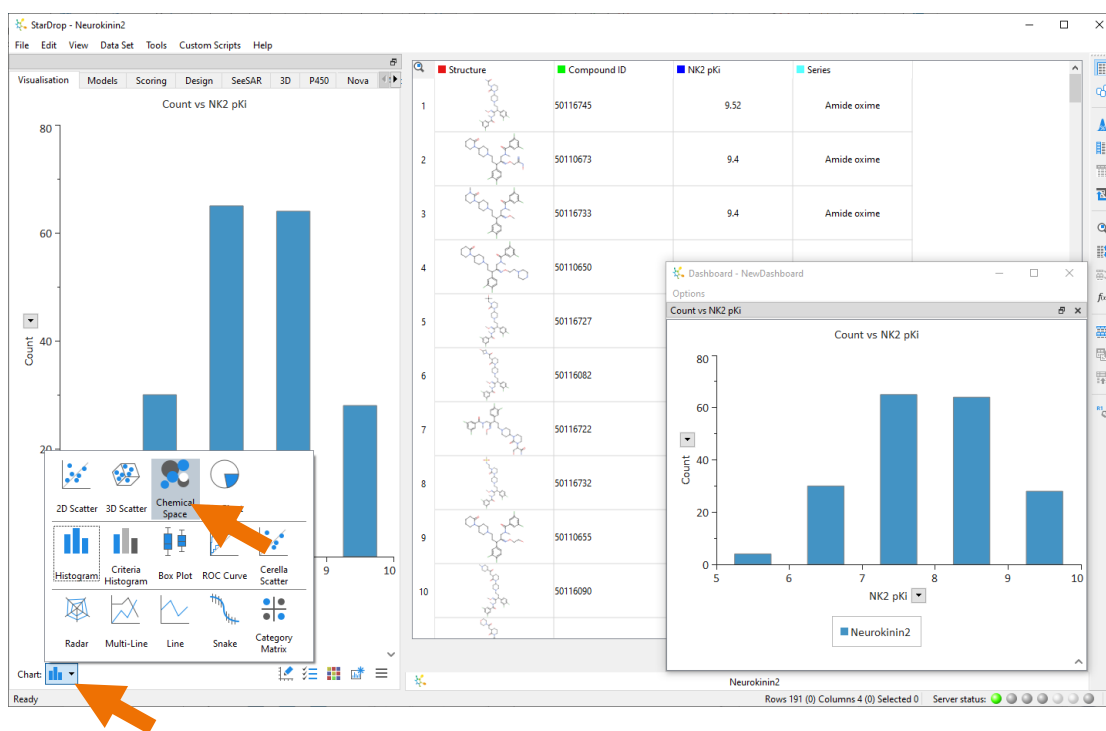 StarDrop - Neurokinin2
File Edit View Data Set Tools Custom Scripts Help
Visualisation Models Scoring Design SeeSAR 3D P450 Nova
Count vs NK2 pKi
80
60
40
20
Count
9 10
2D Scatter 3D Scatter Chemical Space
Histogram Criteria Histogram Box Plot ROC Curve Cerella Scatter
Radar Multi-Line Line Snake Category Matrix
Chart:
Ready
Structure Compound ID NK2 pKi Series
1 50116745 9.52 Amide oxime
2 50110673 9.4 Amide oxime
3 50116733 9.4 Amide oxime
4 50110650
5 50116727
6 50116082
7 50116722
8 50116732
9 50110655
10 50116090
Dashboard - NewDashboard
Options
Count vs NK2 pKi
Count vs NK2 pKi
80
60
40
20
0
Count
5 6 7 8 9 10
NK2 pKi
Neurokinin2
Neurokinin2
Rows 191 (0) Columns 4 (0) Selected 0 Server status: